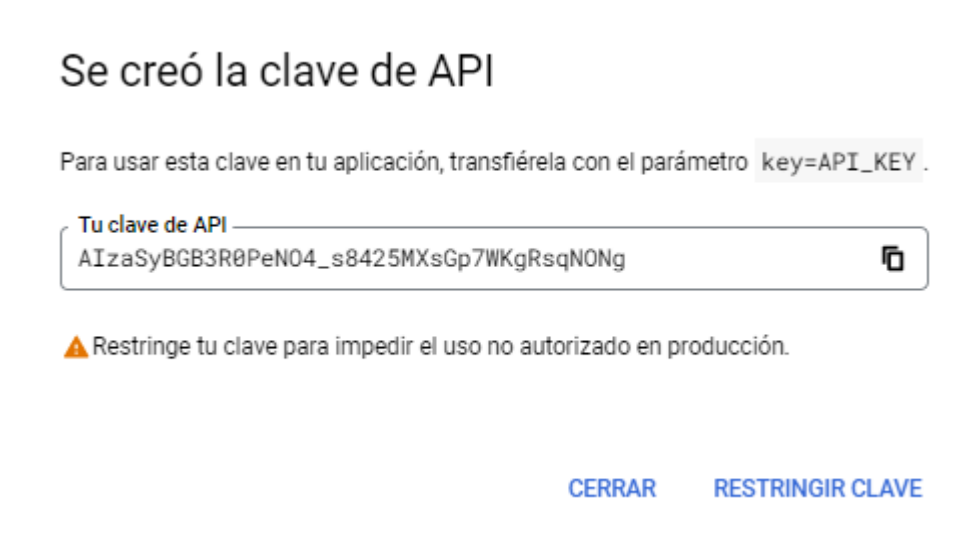 Se creó la clave de API
Para usar esta clave en tu aplicación, transfiérela con el parámetro key=API_KEY.
Tu clave de API
AIzaSyBGB3R0PeNO4_s8425MXsGp7WKgRsqNONg
Restringe tu clave para impedir el uso no autorizado en producción.
CERRAR RESTRINGIR CLAVE